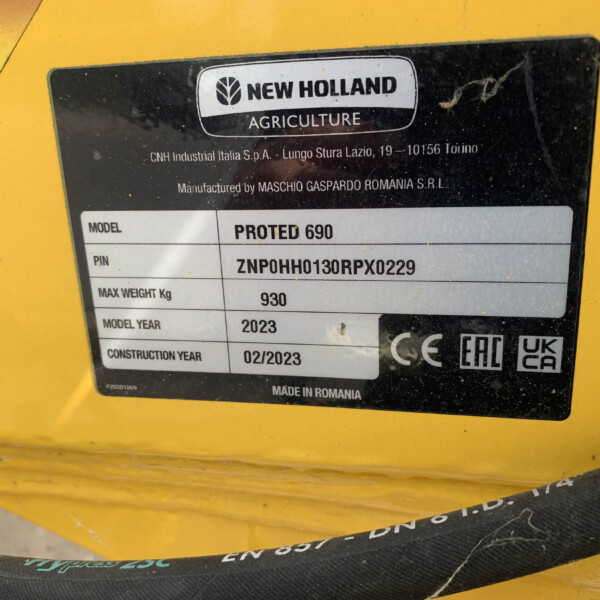 NEW HOLLAND
AGRICULTURE
CNH Industrial Italia S.p.A. - Lungo Stura Lazio, 19 – 10156 Torino
Manufactured by MASCHIO GASPARDO ROMANIA S.R.L.
MODEL PROTED 690
PIN ZNP0HH0130RPX0229
MAX WEIGHT Kg 930
MODEL YEAR 2023
CONSTRUCTION YEAR 02/2023
CE EAC UK CA
MADE IN ROMANIA
EN 857 - DN 6 I.D. 1/4